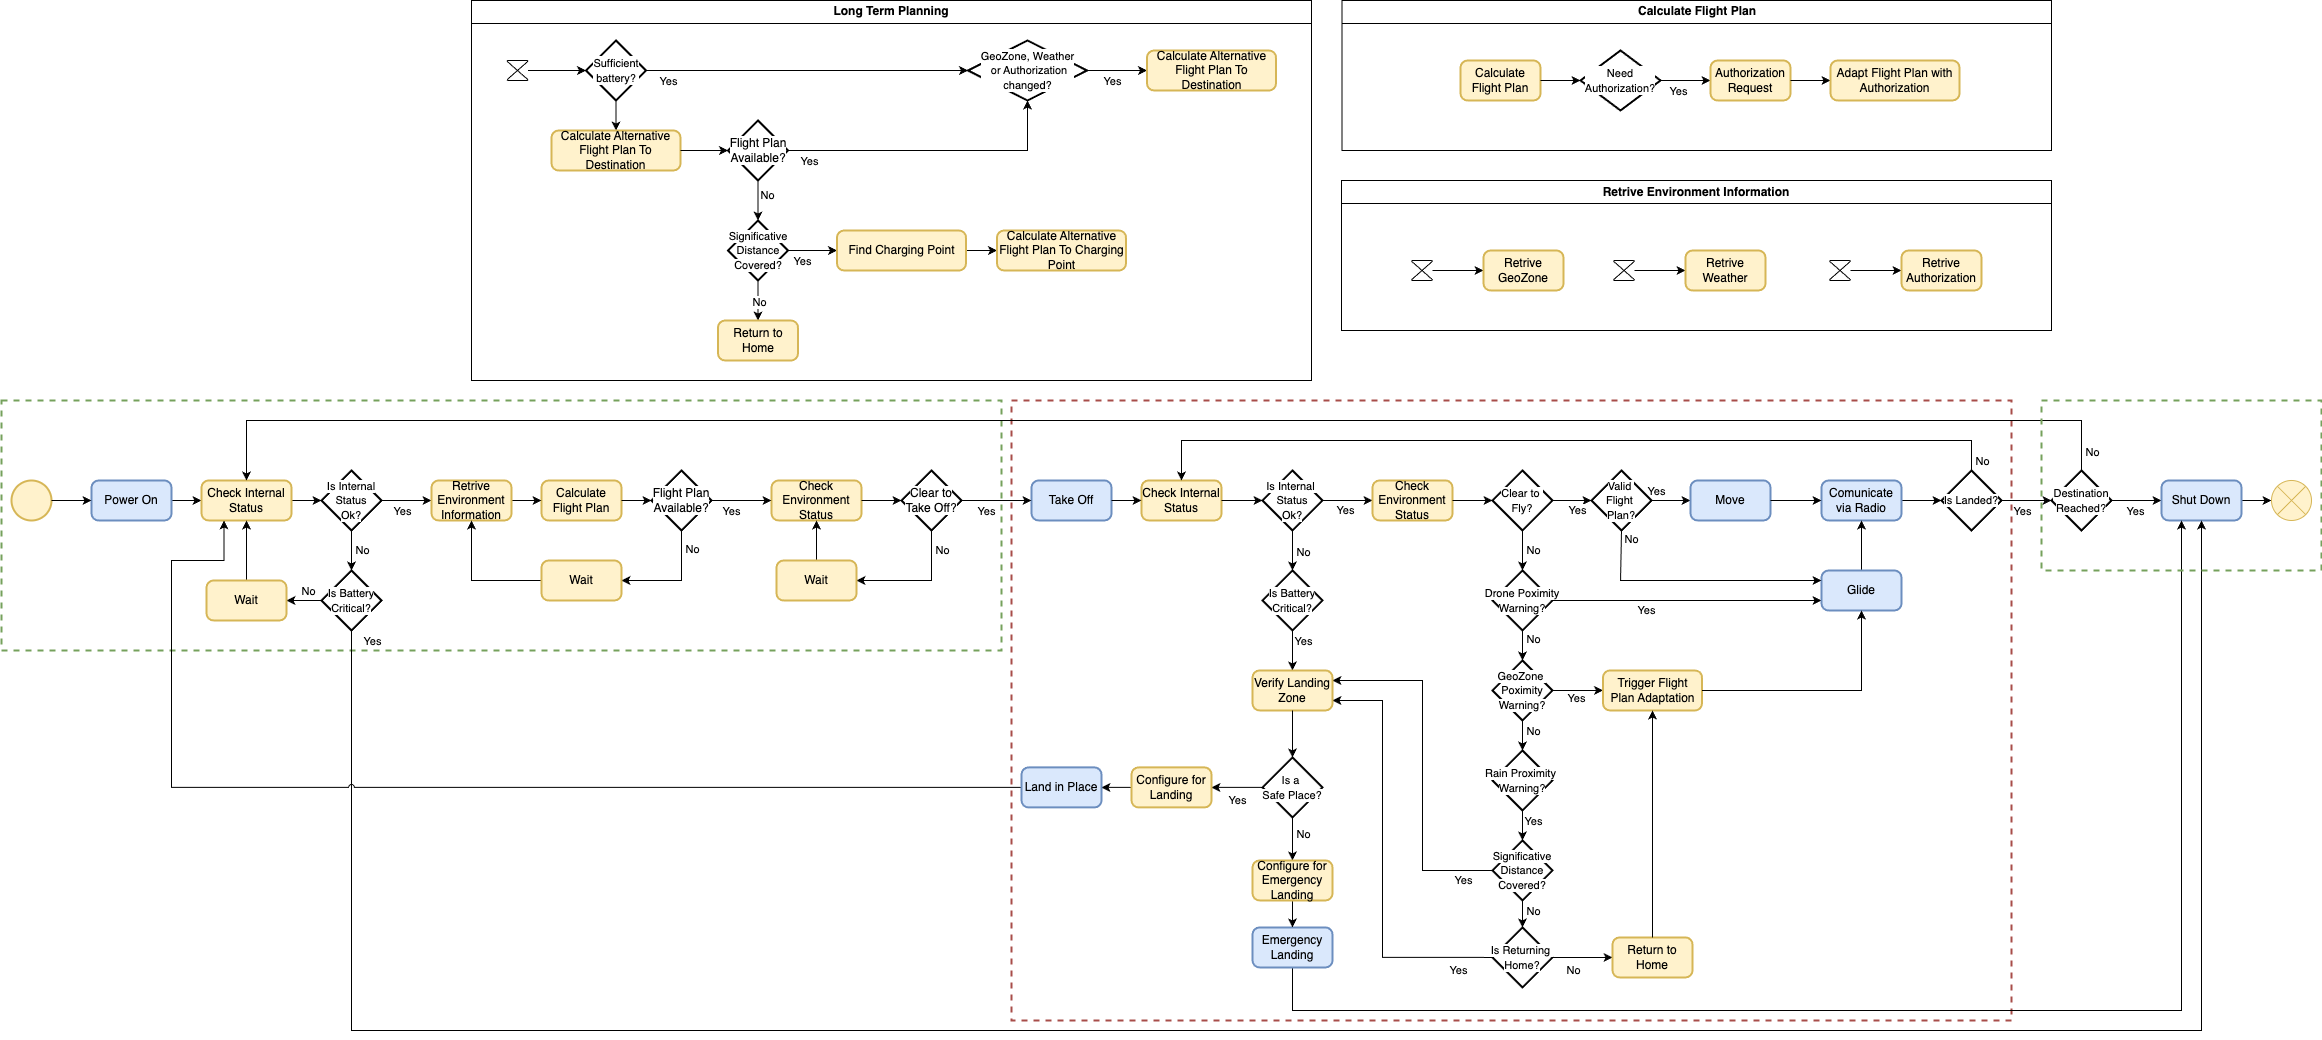 Long Term Planning
Sufficient
battery?
Yes
GeoZone, Weather
or Authorization
changed?
Yes
Calculate Alternative
Flight Plan To
Destination
Calculate Alternative
Flight Plan To
Destination
Flight Plan
Available?
Yes
No
Significative
Distance
Covered?
Yes
Find Charging Point
Calculate Alternative
Flight Plan To Charging
Point
No
Return to
Home
Calculate Flight Plan
Calculate
Flight Plan
Need
Authorization?
Yes
Authorization
Request
Adapt Flight Plan with
Authorization
Retrive Environment Information
Retrive
GeoZone
Retrive
Weather
Retrive
Authorization
Power On
Check Internal
Status
Is Internal
Status
Ok?
Yes
Retrive
Environment
Information
Calculate
Flight Plan
Flight Plan
Available?
Yes
Check
Environment
Status
Clear to
Take Off?
Yes
No
No
No
Wait
Wait
Wait
No
Is Battery
Critical?
Yes
Take Off
Check Internal
Status
Is Internal
Status
Ok?
Yes
Check
Environment
Status
Clear to
Fly?
Yes
Valid
Flight
Plan?
Yes
Move
Comunicate
via Radio
Is Landed?
No
Yes
Destination
Reached?
No
Yes
Shut Down
No
Is Battery
Critical?
Yes
No
Drone Poximity
Warning?
Yes
No
Glide
No
GeoZone
Poximity
Warning?
Yes
Trigger Flight
Plan Adaptation
No
Verify Landing
Zone
Rain Proximity
Warning?
Yes
Is a
Safe Place?
Yes
Configure for
Landing
Land in Place
No
Configure for
Emergency
Landing
Emergency
Landing
Significative
Distance
Covered?
Yes
No
Is Returning
Home?
Yes
No
Return to
Home